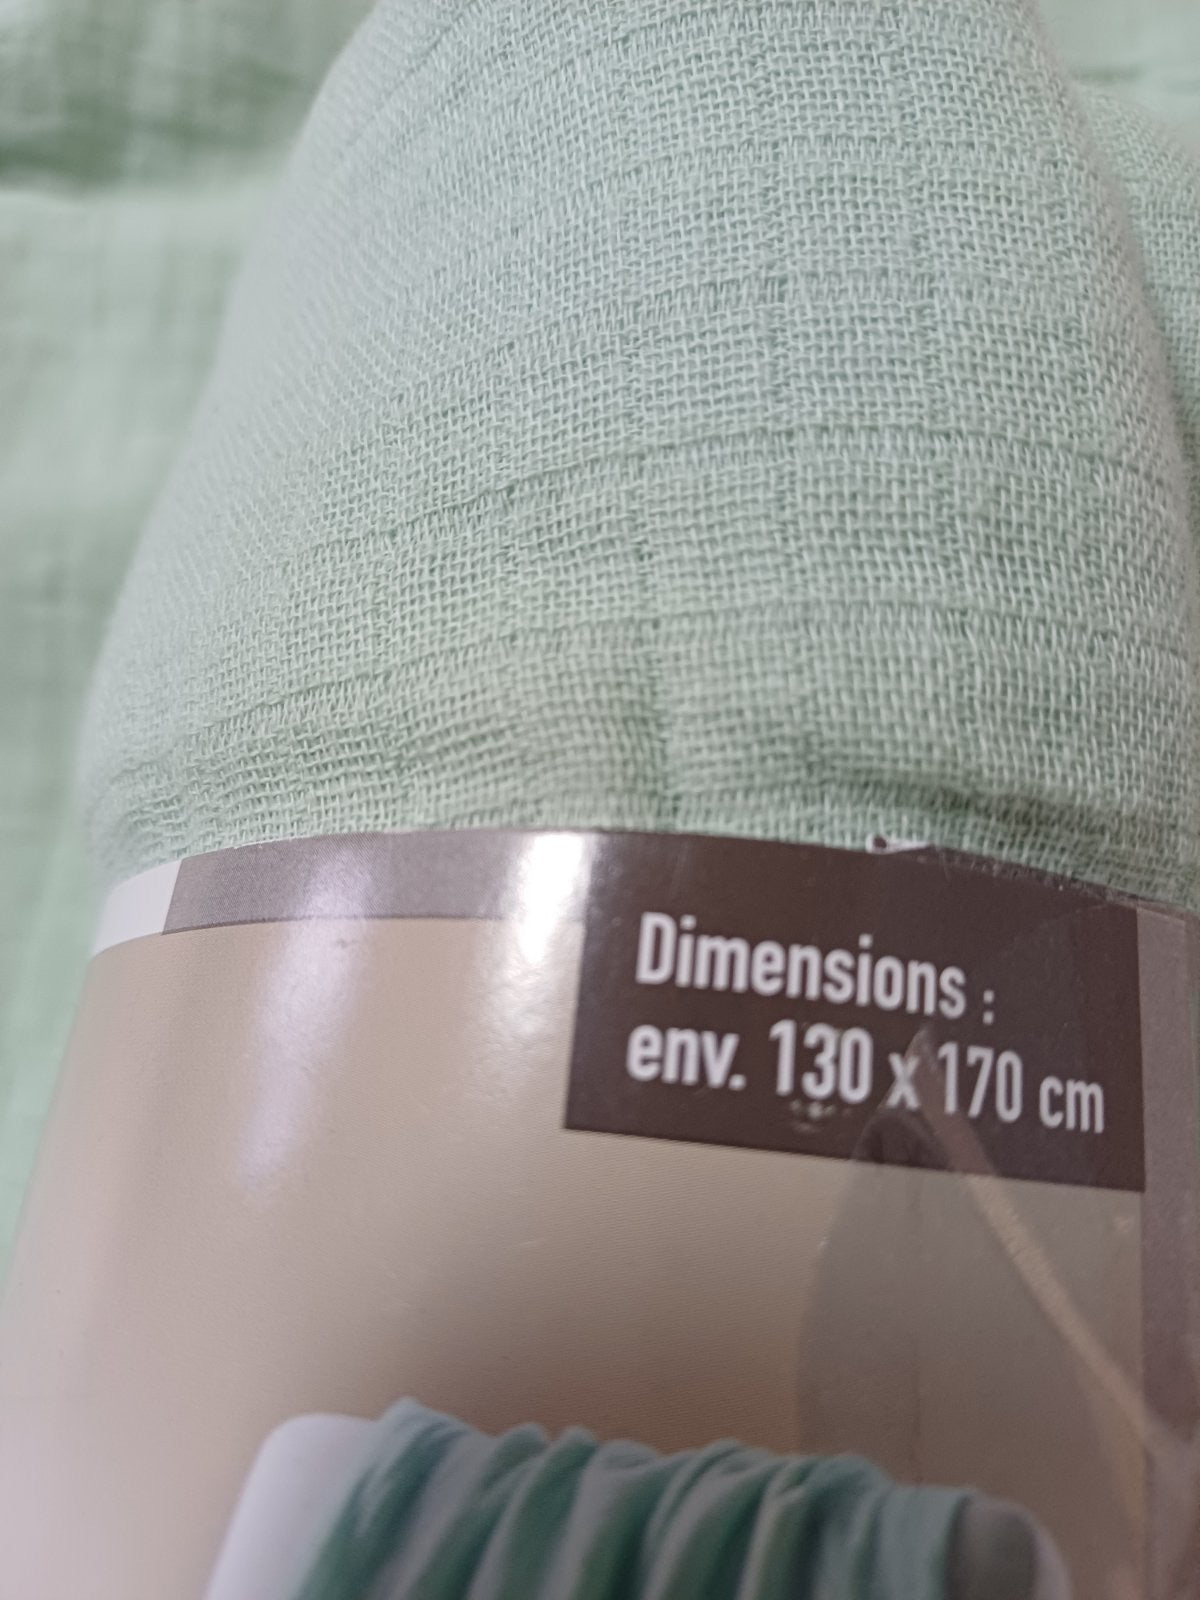 Dimensions :
env. 130 x 170 cm